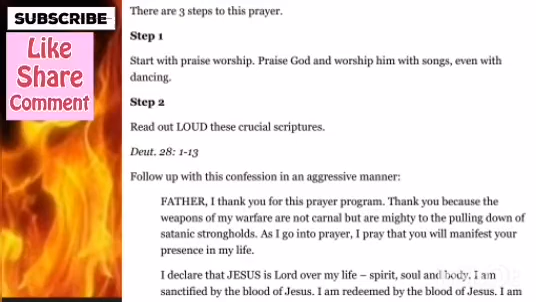 SUBSCRIBE
Like
Share
Comment
There are 3 steps to this prayer.
Step 1
Start with praise worship. Praise God and worship him with songs, even with
dancing.
Step 2
Read out LOUD these crucial scriptures.
Deut. 28: 1-13
Follow up with this confession in an aggressive manner:
FATHER, I thank you for this prayer program. Thank you because the
weapons of my warfare are not carnal but are mighty to the pulling down of
satanic strongholds. As I go into prayer, I pray that you will manifest your
presence in my life.
I declare that JESUS is Lord over my life – spirit, soul and body. I am
sanctified by the blood of Jesus. I am redeemed by the blood of Jesus. I am